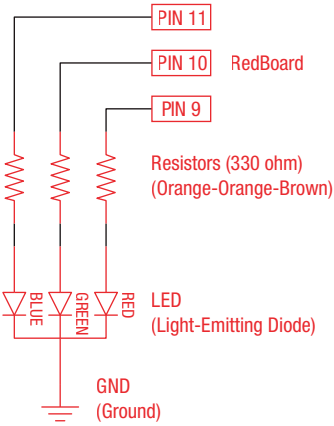 PIN 11
PIN 10 RedBoard
PIN 9
Resistors (330 ohm)
(Orange-Orange-Brown)
BLUE GREEN RED
LED
(Light-Emitting Diode)
GND
(Ground)